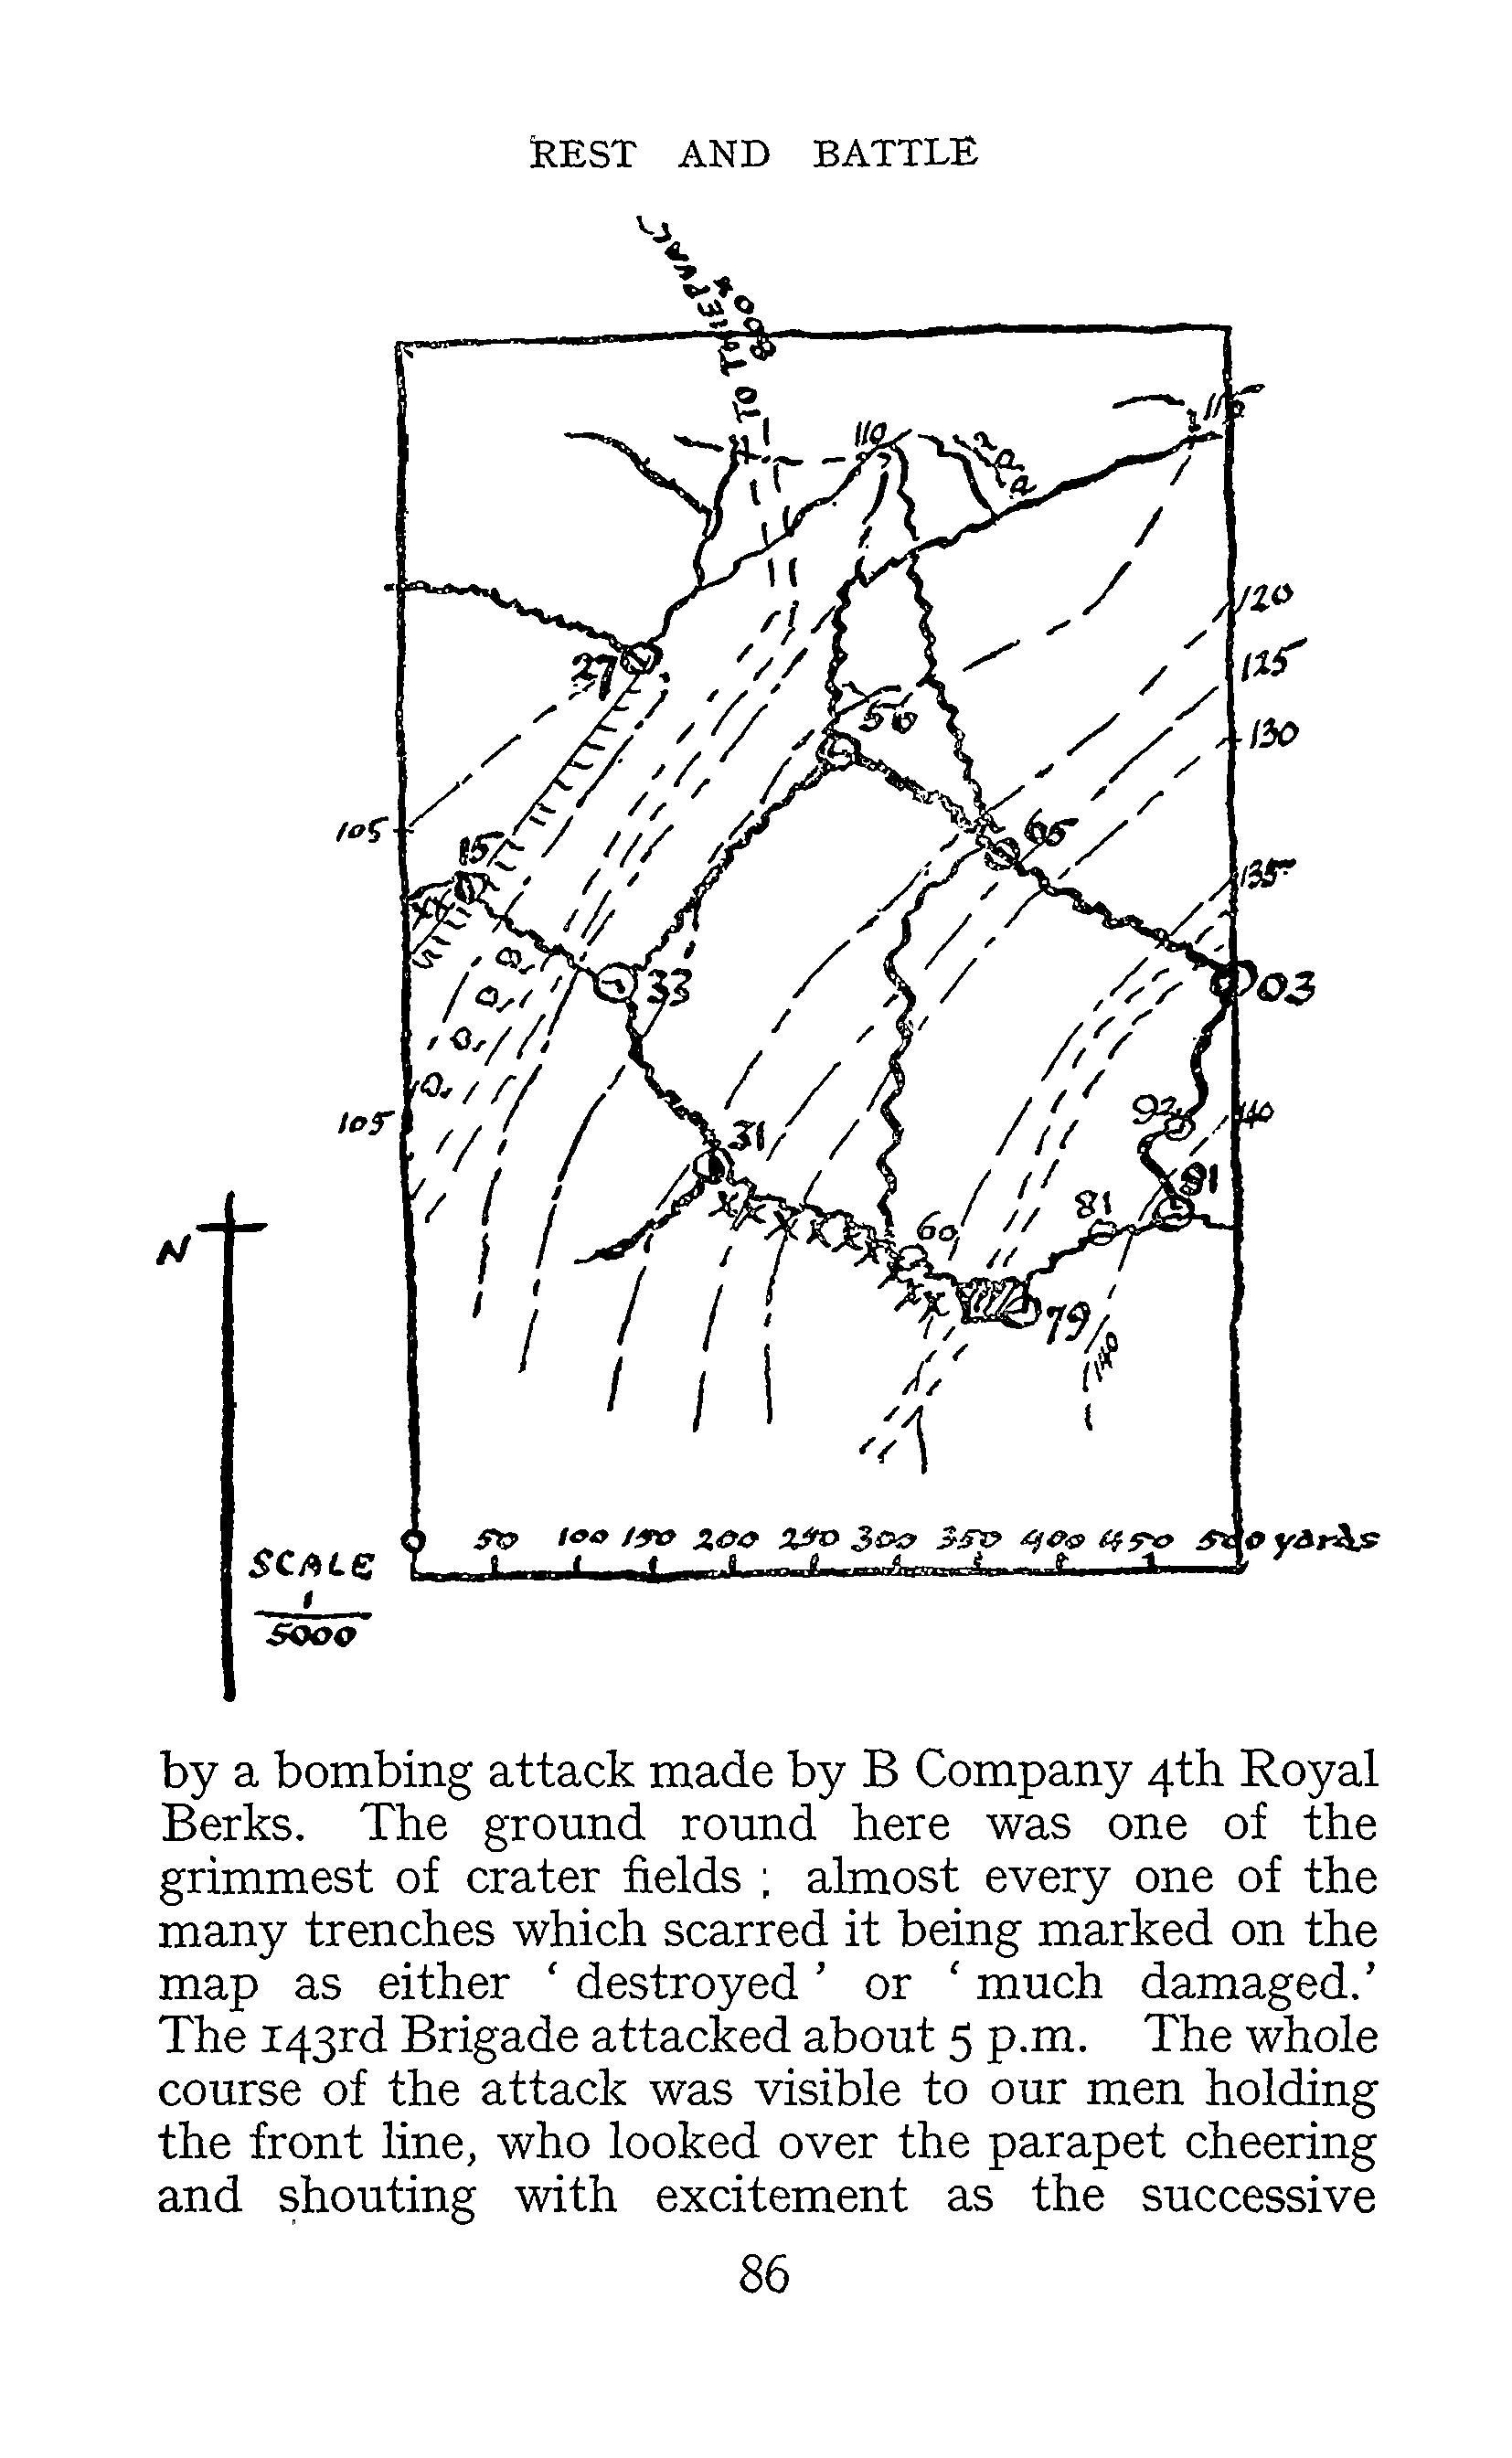 REST AND BATTLE
TO THIEPVAL
800x
110
115
120
125
130
27
50
105
15
65
135
33
03
105
31
92
140
91
81
60
79
140
N
0 50 100 150 200 250 300 350 400 450 500 yards
SCALE
1
5000
by a bombing attack made by B Company 4th Royal
Berks. The ground round here was one of the
grimmest of crater fields ; almost every one of the
many trenches which scarred it being marked on the
map as either ‘ destroyed ’ or ‘ much damaged.’
The 143rd Brigade attacked about 5 p.m. The whole
course of the attack was visible to our men holding
the front line, who looked over the parapet cheering
and shouting with excitement as the successive
86